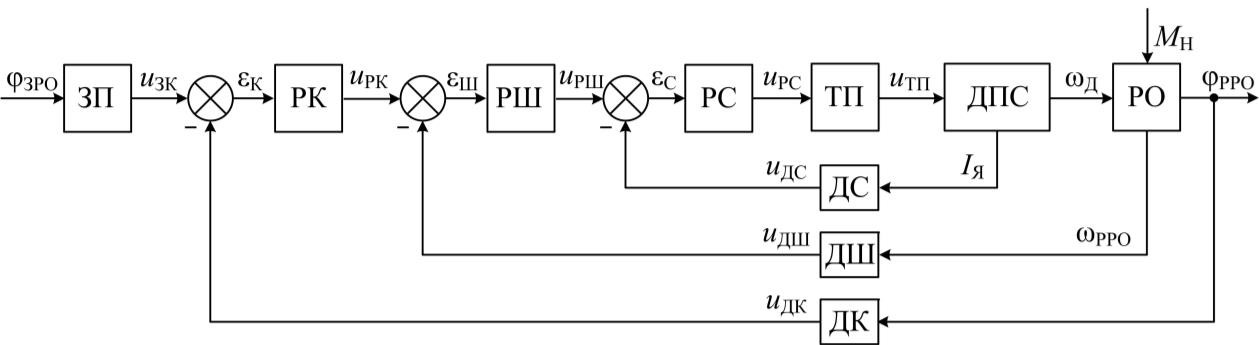 M_Н
φ_ЗРО ЗП u_ЗК ε_К РК u_РК ε_Ш РШ u_РШ ε_С РС u_РС ТП u_ТП ДПС ω_Д РО φ_РРО
- - -
u_ДС ДС I_Я
u_ДШ ДШ ω_РРО
u_ДК ДК